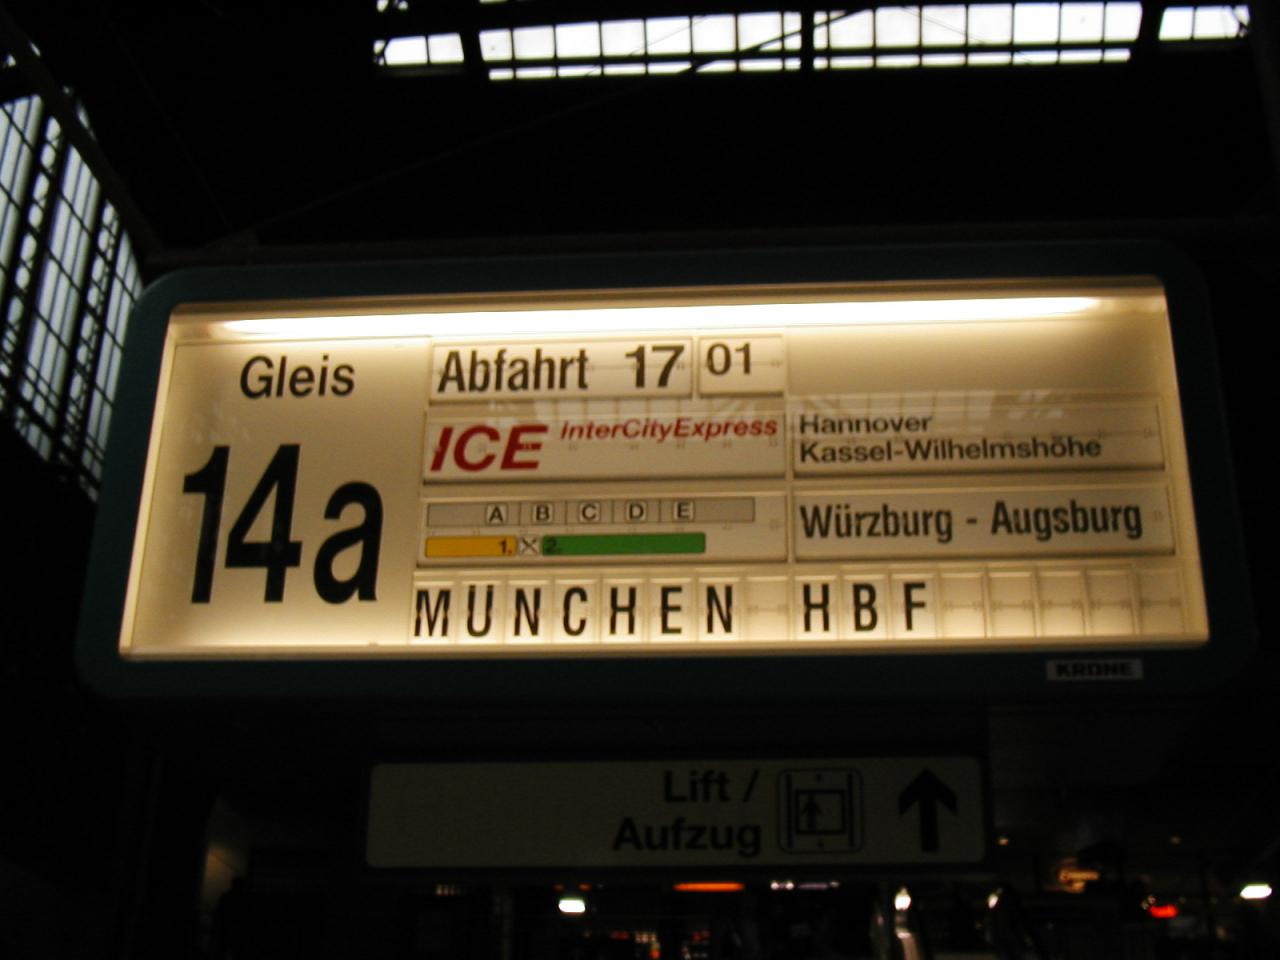 Gleis
14a
Abfahrt 17 01
ICE InterCityExpress
Hannover
Kassel-Wilhelmshöhe
A B C D E
1. 2.
Würzburg - Augsburg
MÜNCHEN HBF
KRONE
Lift /
Aufzug